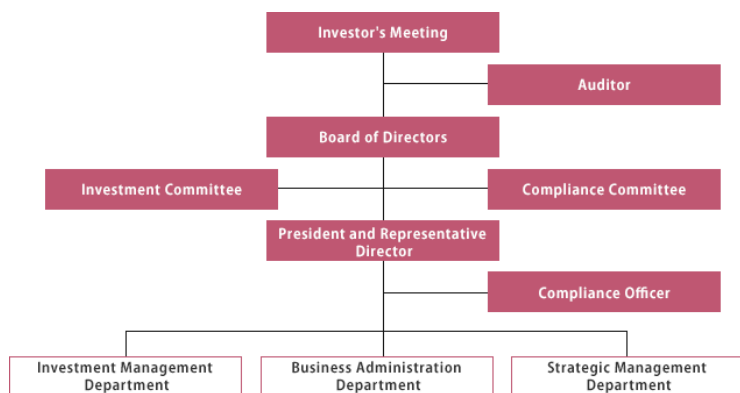 Investor's Meeting
Auditor
Board of Directors
Investment Committee
Compliance Committee
President and Representative
Director
Compliance Officer
Investment Management
Department
Business Administration
Department
Strategic Management
Department